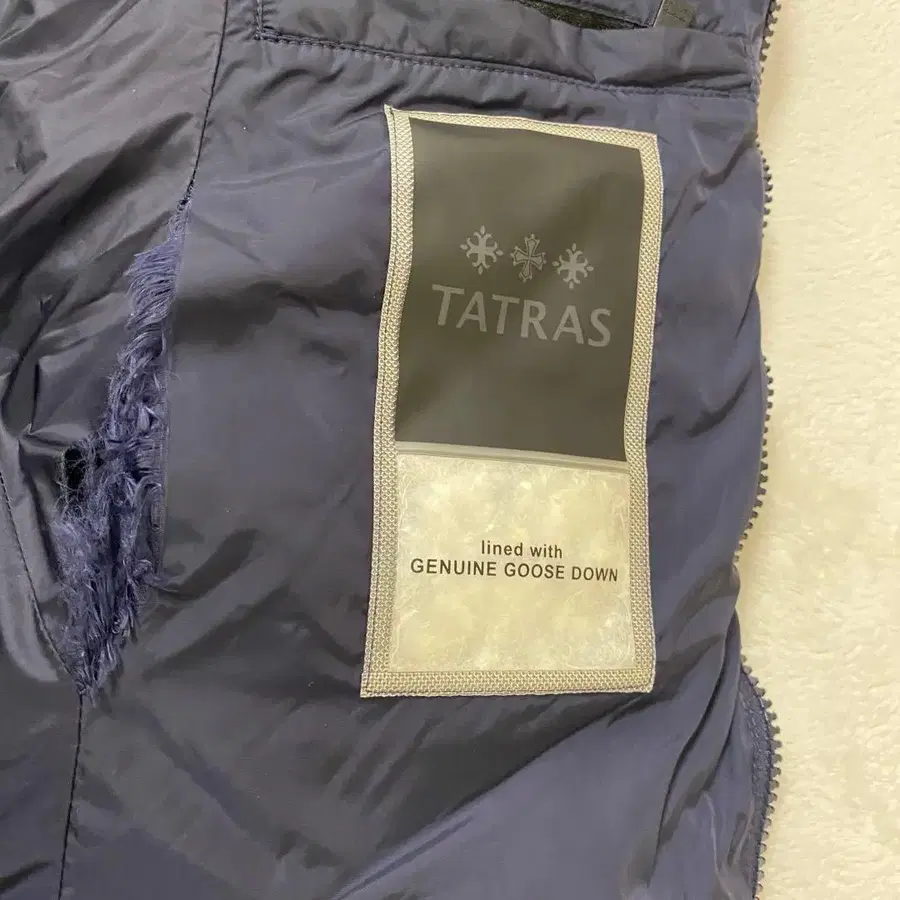 TATRAS
lined with
GENUINE GOOSE DOWN